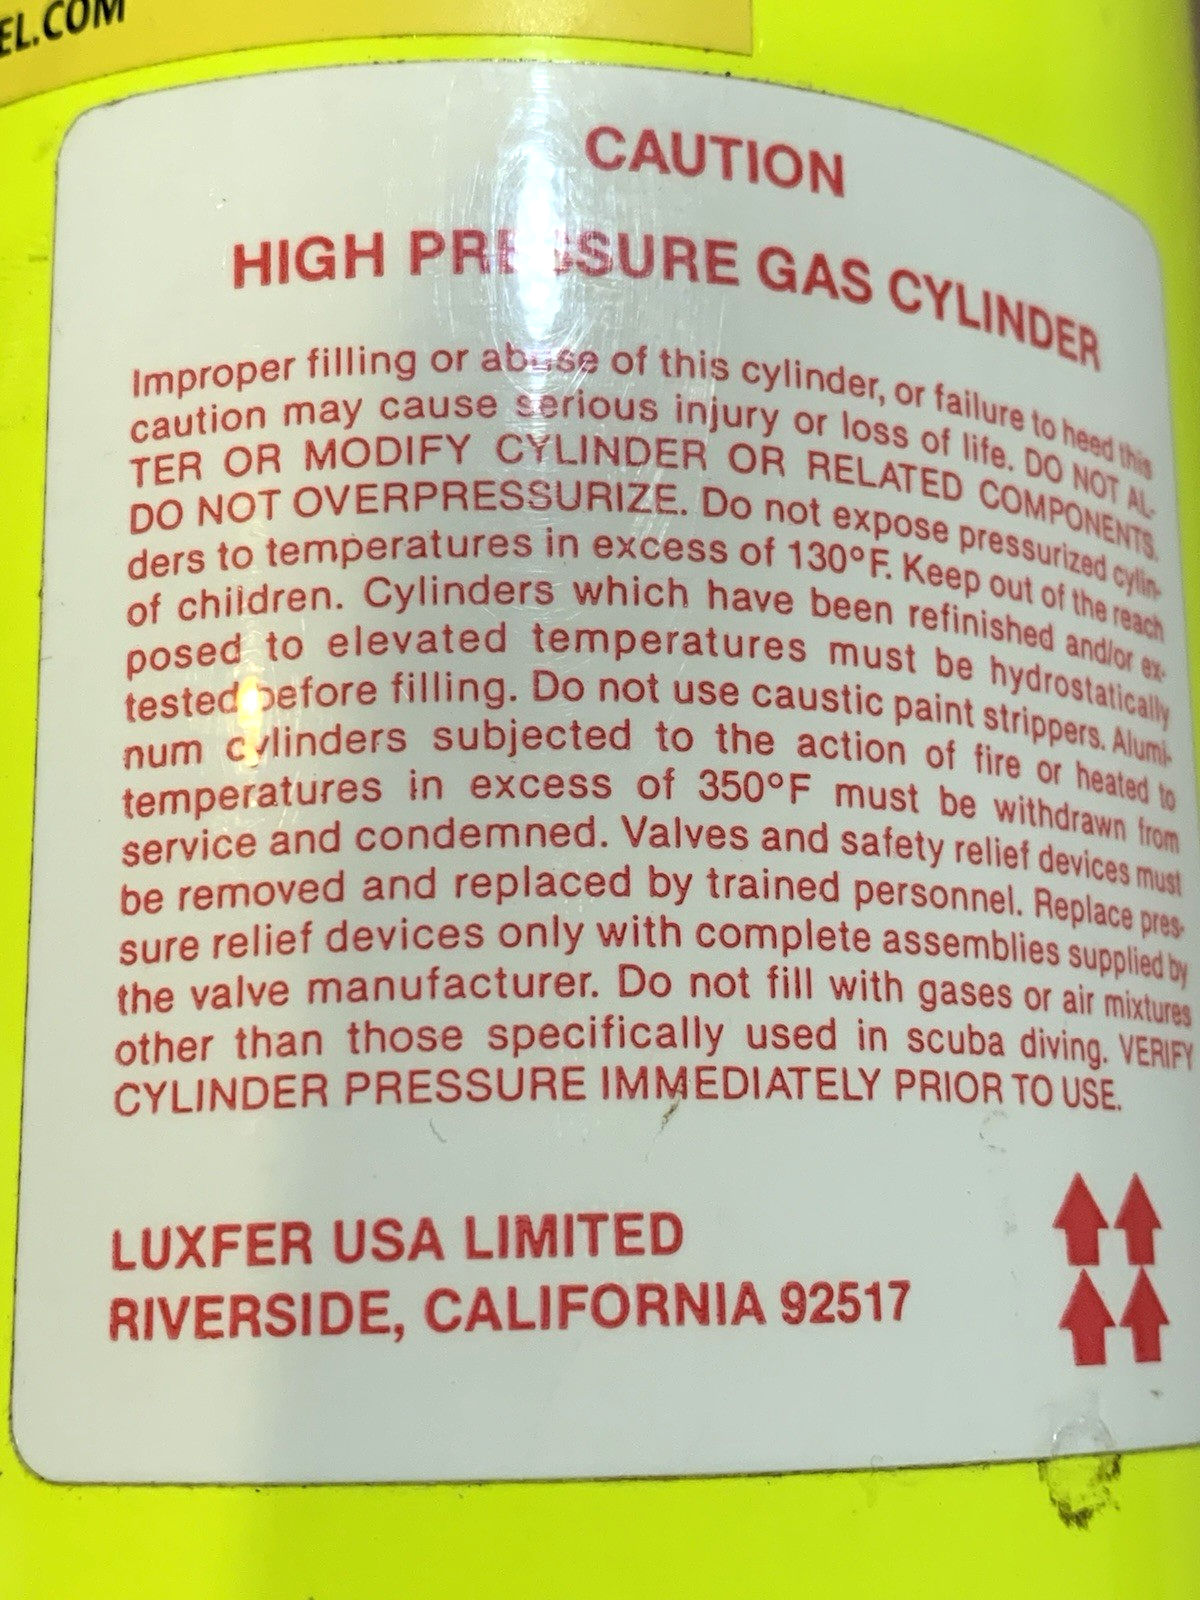 EL.COM
CAUTION
HIGH PRESSURE GAS CYLINDER
Improper filling or abuse of this cylinder, or failure to heed this
caution may cause serious injury or loss of life. DO NOT AL-
TER OR MODIFY CYLINDER OR RELATED COMPONENTS.
DO NOT OVERPRESSURIZE. Do not expose pressurized cylin-
ders to temperatures in excess of 130°F. Keep out of the reach
of children. Cylinders which have been refinished and/or ex-
posed to elevated temperatures must be hydrostatically
tested before filling. Do not use caustic paint strippers. Alumi-
num cylinders subjected to the action of fire or heated to
temperatures in excess of 350°F must be withdrawn from
service and condemned. Valves and safety relief devices must
be removed and replaced by trained personnel. Replace pres-
sure relief devices only with complete assemblies supplied by
the valve manufacturer. Do not fill with gases or air mixtures
other than those specifically used in scuba diving. VERIFY
CYLINDER PRESSURE IMMEDIATELY PRIOR TO USE.
LUXFER USA LIMITED
RIVERSIDE, CALIFORNIA 92517